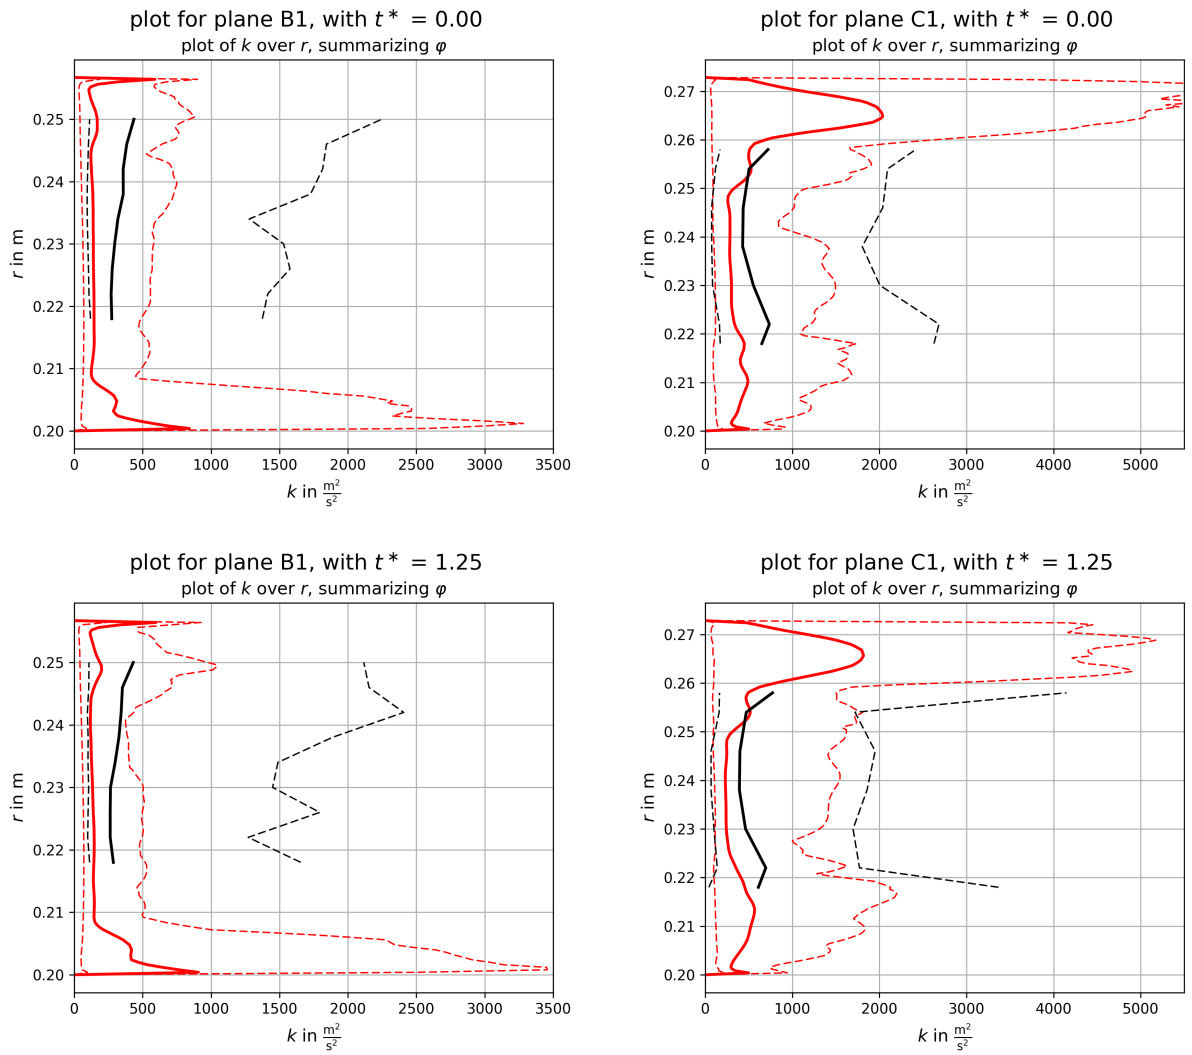 plot for plane B1, with t* = 0.00
plot of k over r, summarizing φ
0.25
0.24
0.23
0.22
0.21
0.20
r in m
0 500 1000 1500 2000 2500 3000 3500
k in m²/s²
plot for plane C1, with t* = 0.00
plot of k over r, summarizing φ
0.27
0.26
0.25
0.24
0.23
0.22
0.21
0.20
r in m
0 1000 2000 3000 4000 5000
k in m²/s²
plot for plane B1, with t* = 1.25
plot of k over r, summarizing φ
0.25
0.24
0.23
0.22
0.21
0.20
r in m
0 500 1000 1500 2000 2500 3000 3500
k in m²/s²
plot for plane C1, with t* = 1.25
plot of k over r, summarizing φ
0.27
0.26
0.25
0.24
0.23
0.22
0.21
0.20
r in m
0 1000 2000 3000 4000 5000
k in m²/s²